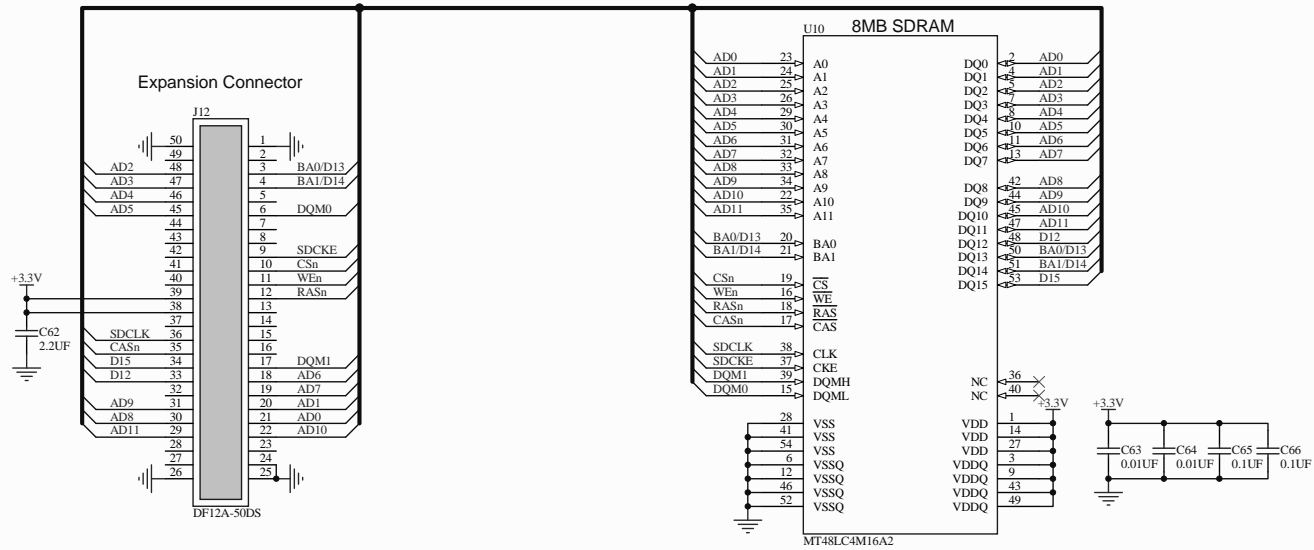 Expansion Connector
J12
50 1
49 2
AD2 48 3 BA0/D13
AD3 47 4 BA1/D14
AD4 46 5
AD5 45 6 DQM0
44 7
43 8
42 9 SDCKE
41 10 CSn
40 11 WEn
+3.3V
39 12 RASn
38 13
37 14
SDCLK 36 15
CASn 35 16
D15 34 17 DQM1
D12 33 18 AD6
32 19 AD7
AD9 31 20 AD1
AD8 30 21 AD0
AD11 29 22 AD10
28 23
27 24
26 25
DF12A-50DS
C62
2.2UF
U10 8MB SDRAM
AD0 23 A0 DQ0 2 AD0
AD1 24 A1 DQ1 4 AD1
AD2 25 A2 DQ2 5 AD2
AD3 26 A3 DQ3 7 AD3
AD4 29 A4 DQ4 8 AD4
AD5 30 A5 DQ5 10 AD5
AD6 31 A6 DQ6 11 AD6
AD7 32 A7 DQ7 13 AD7
AD8 33 A8
AD9 34 A9 DQ8 42 AD8
AD10 22 A10 DQ9 44 AD9
AD11 35 A11 DQ10 45 AD10
DQ11 47 AD11
BA0/D13 20 BA0 DQ12 48 D12
BA1/D14 21 BA1 DQ13 50 BA0/D13
DQ14 51 BA1/D14
CSn 19 CS DQ15 53 D15
WEn 16 WE
RASn 18 RAS
CASn 17 CAS
SDCLK 38 CLK
SDCKE 37 CKE
DQM1 39 DQMH NC 36
DQM0 15 DQML NC 40
+3.3V
28 VSS VDD 1
41 VSS VDD 14
54 VSS VDD 27
6 VSSQ VDDQ 3
12 VSSQ VDDQ 9
46 VSSQ VDDQ 43
52 VSSQ VDDQ 49
MT48LC4M16A2
+3.3V
C63 C64 C65 C66
0.01UF 0.01UF 0.1UF 0.1UF